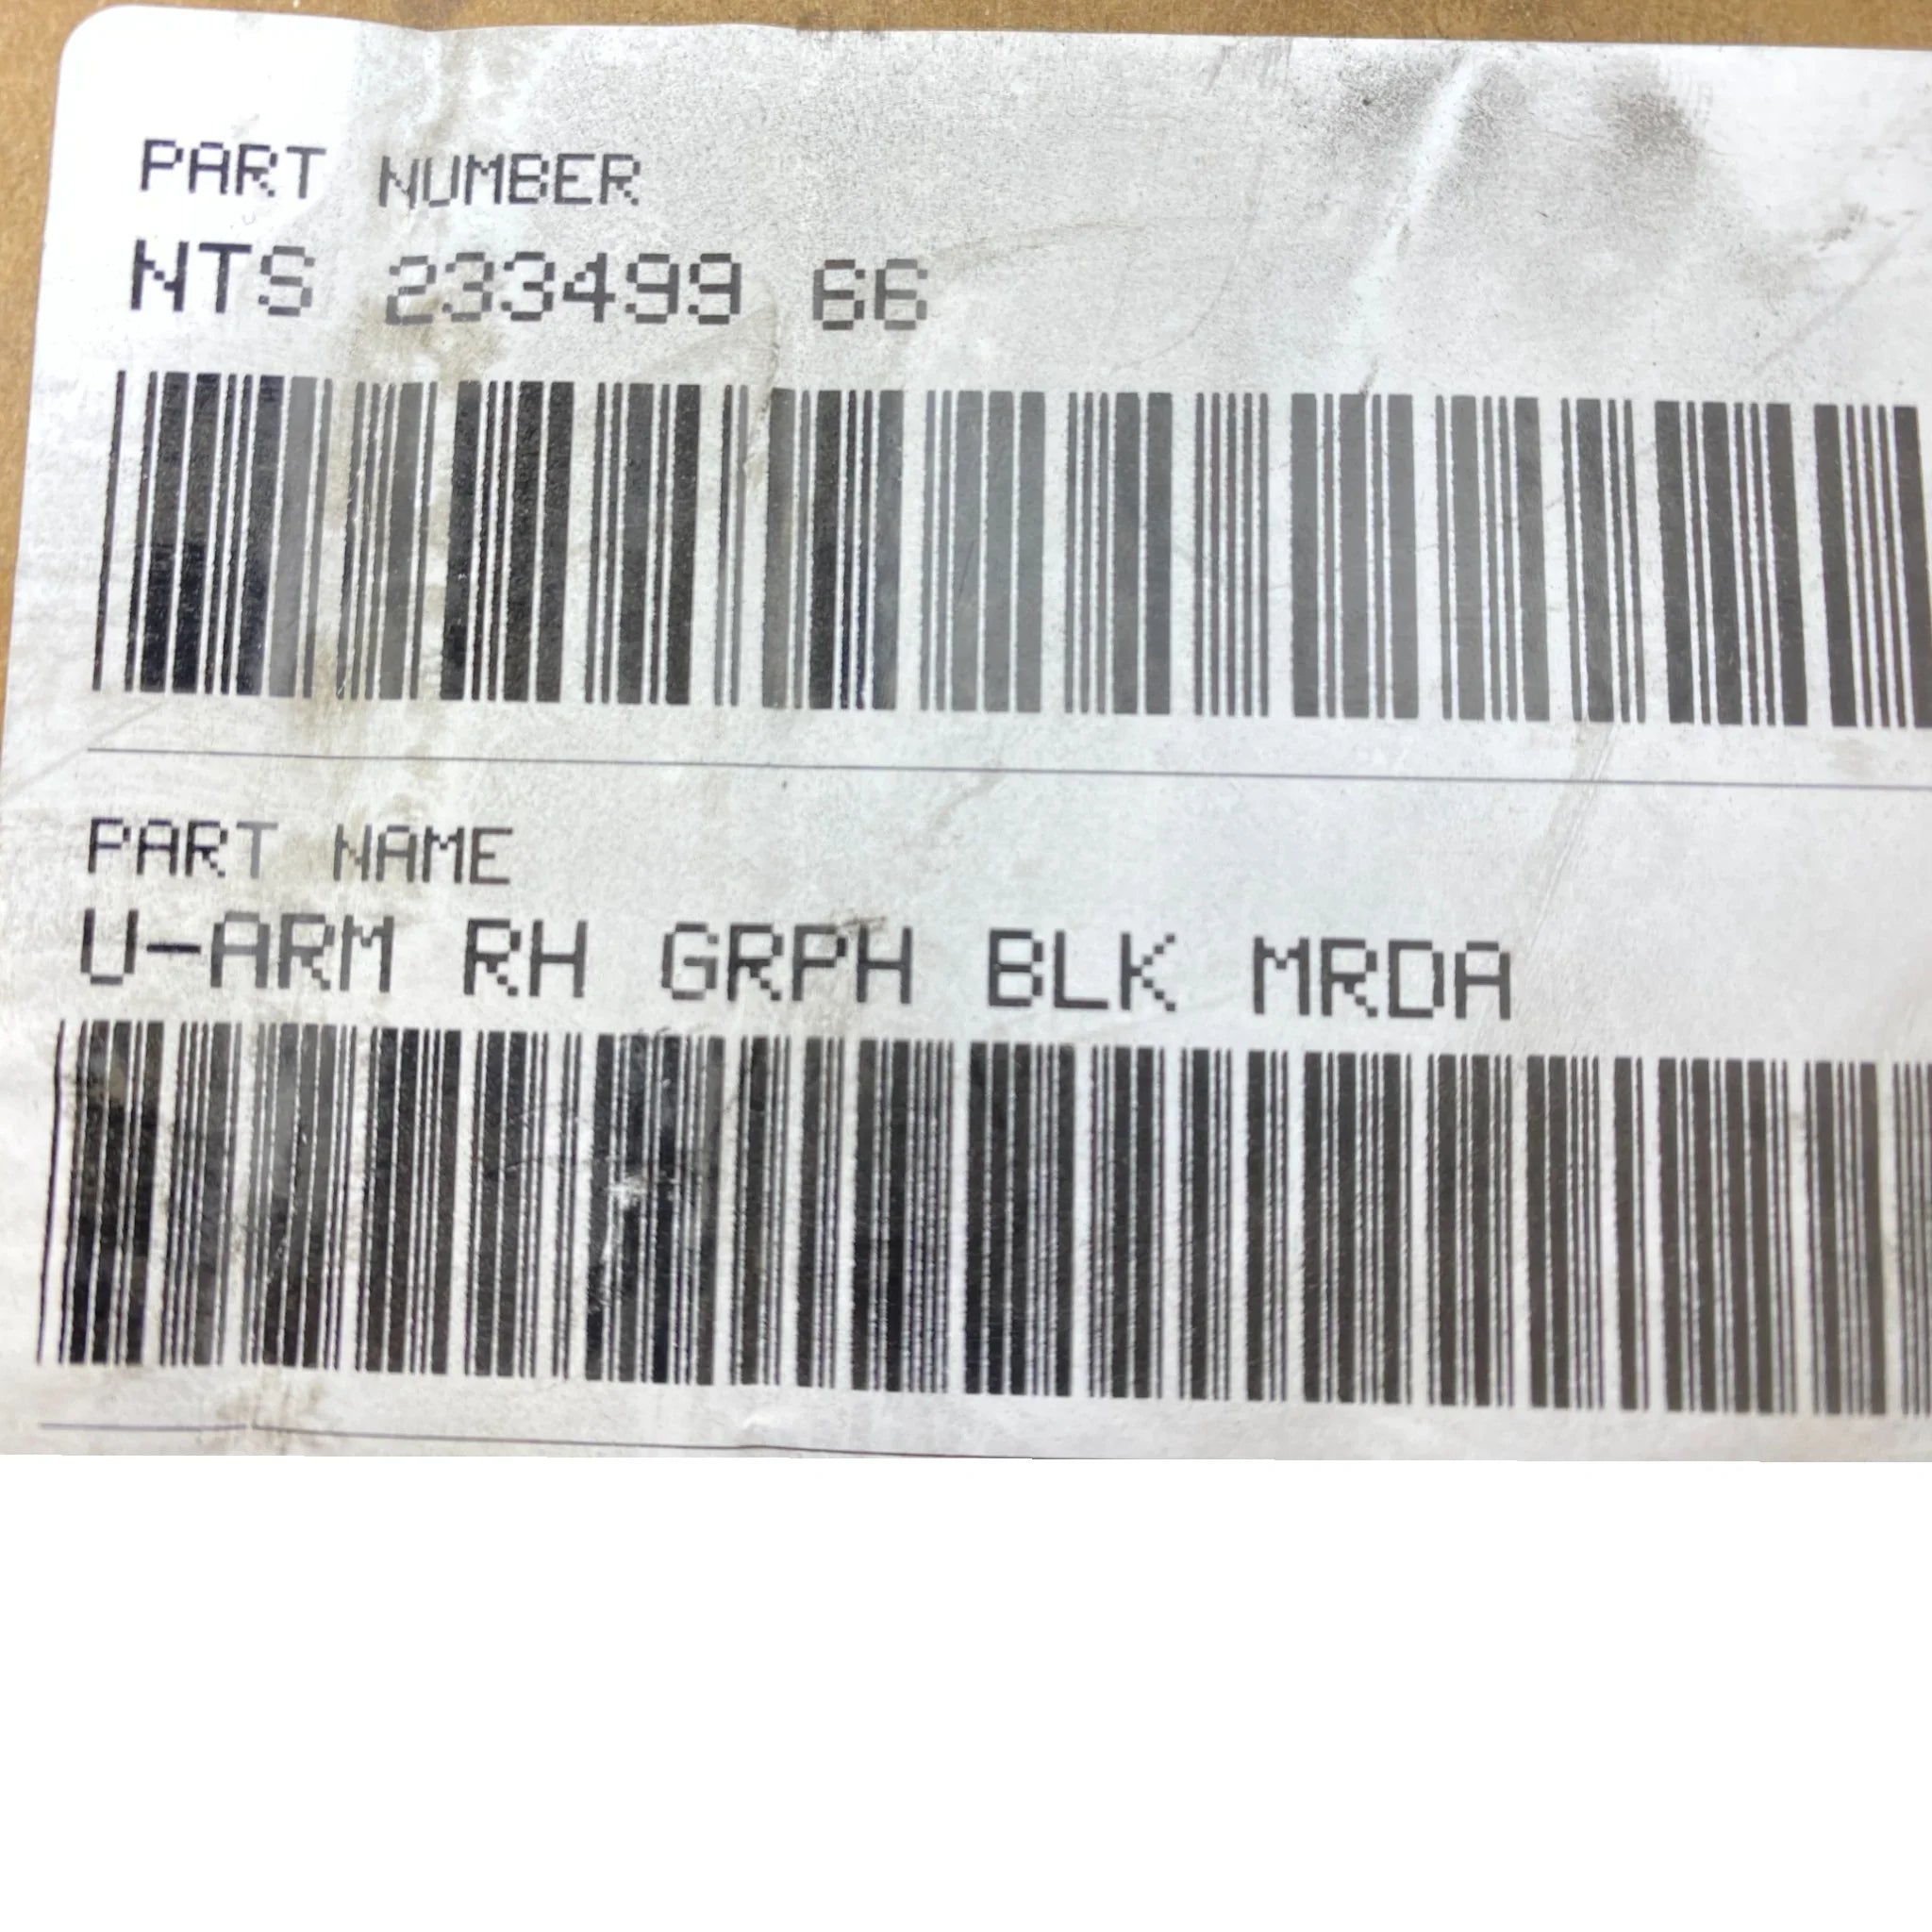 PART NUMBER
NTS 233499 66
PART NAME
U-ARM RH GRPH BLK MRDA